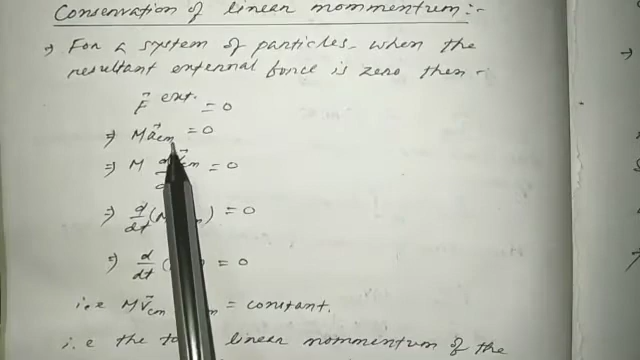 Conservation of linear mommentum:-
→ For a system of particles, when the
resultant external force is zero then-
F⃗ ext. = 0
⇒ M a⃗cm = 0
⇒ M d v⃗cm = 0
⇒ d/dt (M = 0
⇒ d/dt ( = 0
i.e M v⃗cm = constant.
i.e the linear mommentum of the